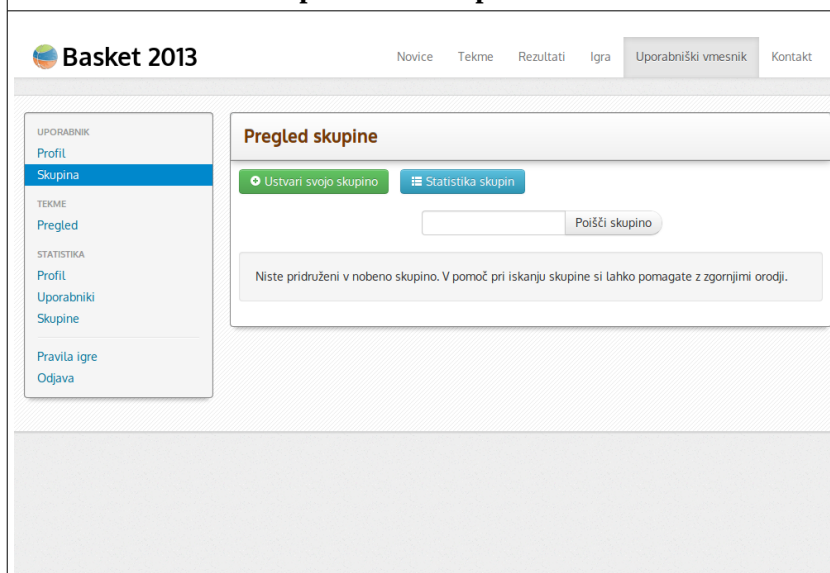 Basket 2013
Novice Tekme Rezultati Igra Uporabniški vmesnik Kontakt
UPORABNIK
Profil
Skupina
TEKME
Pregled
STATISTIKA
Profil
Uporabniki
Skupine
Pravila igre
Odjava
Pregled skupine
Ustvari svojo skupino Statistika skupin
Poišči skupino
Niste pridruženi v nobeno skupino. V pomoč pri iskanju skupine si lahko pomagate z zgornjimi orodji.